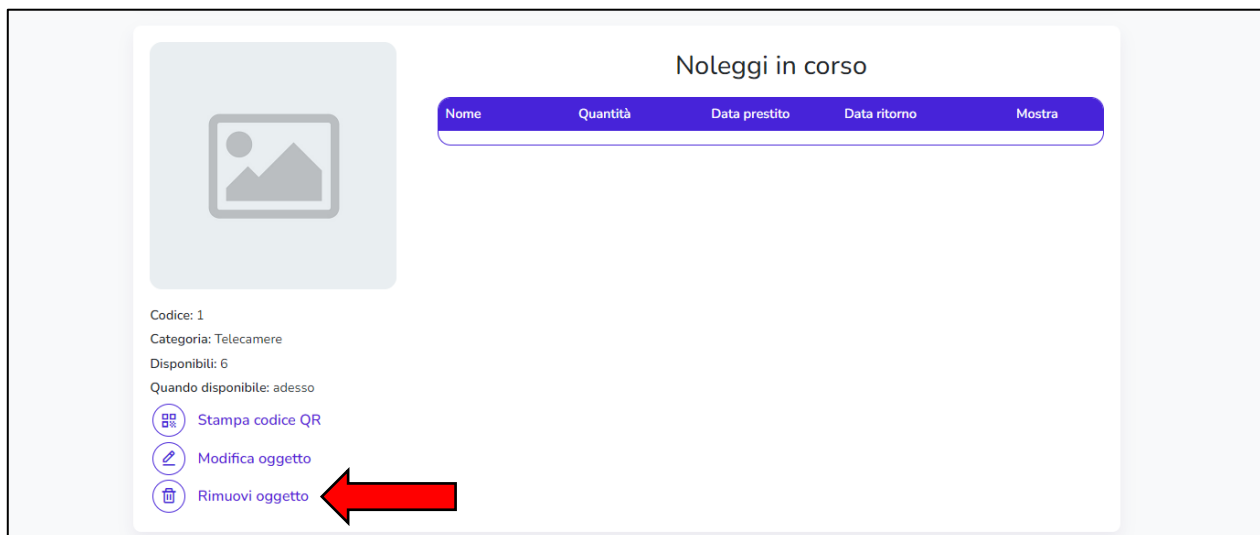 Noleggi in corso
Nome Quantità Data prestito Data ritorno Mostra
Codice: 1
Categoria: Telecamere
Disponibili: 6
Quando disponibile: adesso
Stampa codice QR
Modifica oggetto
Rimuovi oggetto